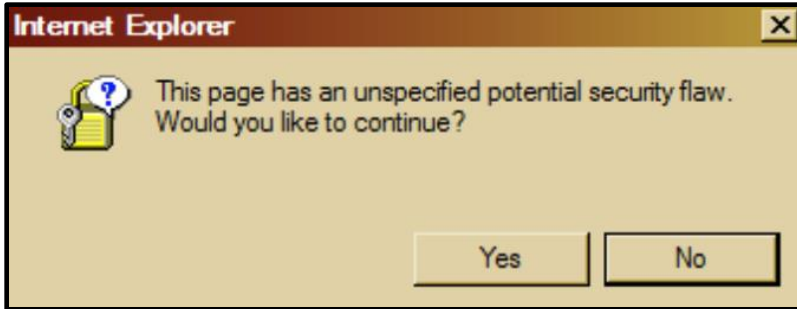 Internet Explorer
This page has an unspecified potential security flaw.
Would you like to continue?
Yes No